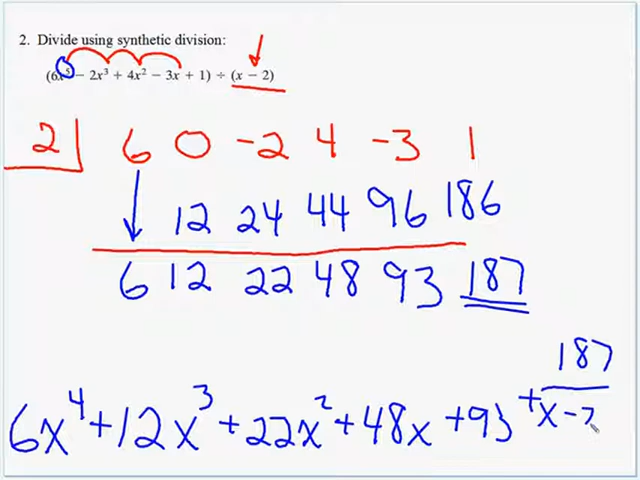 2. Divide using synthetic division:
(6x⁵ − 2x³ + 4x² − 3x + 1) ÷ (x − 2)
2 6 0 -2 4 -3 1
12 24 44 96 186
6 12 22 48 93 187
6x⁴ + 12x³ + 22x² + 48x + 93 + 187/x-2